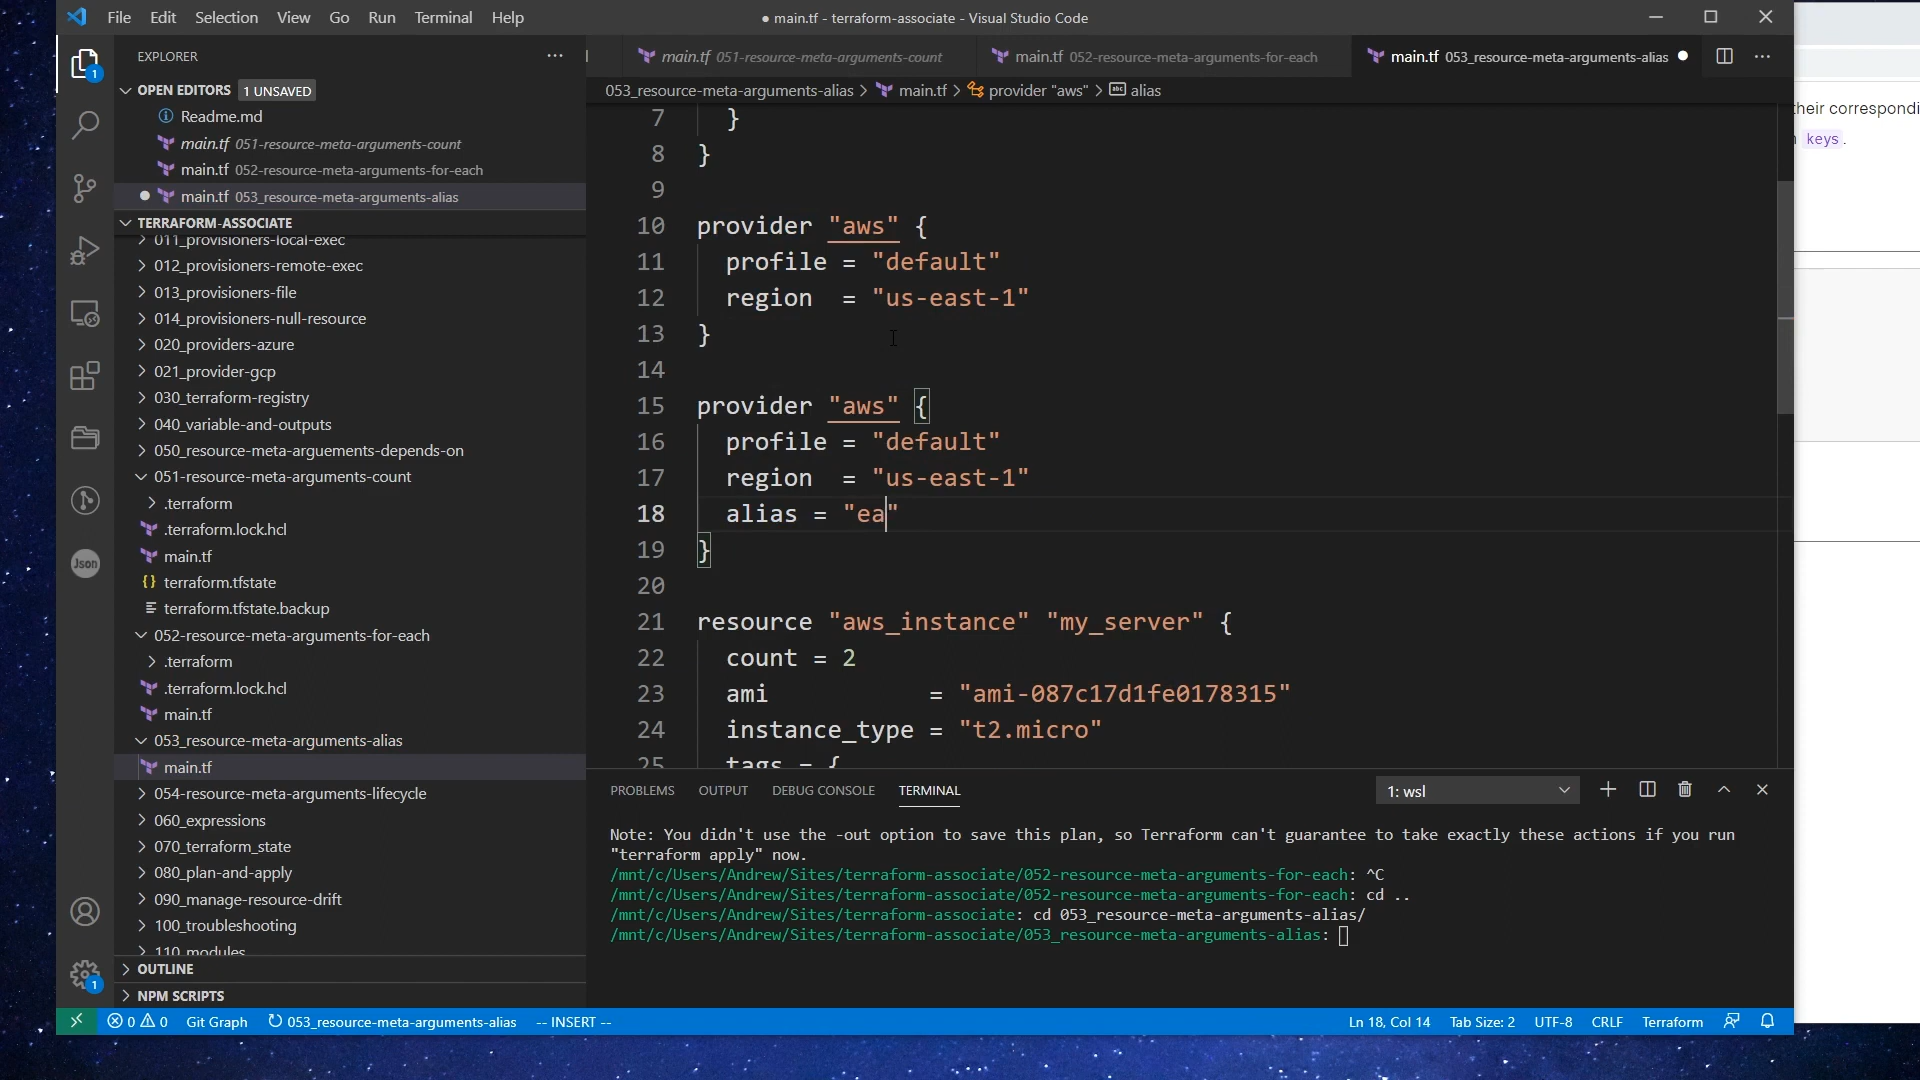 File Edit Selection View Go Run Terminal Help
● main.tf - terraform-associate - Visual Studio Code
EXPLORER
OPEN EDITORS 1 UNSAVED
Readme.md
main.tf 051-resource-meta-arguments-count
main.tf 052-resource-meta-arguments-for-each
main.tf 053_resource-meta-arguments-alias
TERRAFORM-ASSOCIATE
011_provisioners-local-exec
012_provisioners-remote-exec
013_provisioners-file
014_provisioners-null-resource
020_providers-azure
021_provider-gcp
030_terraform-registry
040_variable-and-outputs
050_resource-meta-arguements-depends-on
051-resource-meta-arguments-count
.terraform
.terraform.lock.hcl
main.tf
terraform.tfstate
terraform.tfstate.backup
052-resource-meta-arguments-for-each
.terraform
.terraform.lock.hcl
main.tf
053_resource-meta-arguments-alias
main.tf
054-resource-meta-arguments-lifecycle
060_expressions
070_terraform_state
080_plan-and-apply
090_manage-resource-drift
100_troubleshooting
110_modules
OUTLINE
NPM SCRIPTS
1
1
Json
main.tf 051-resource-meta-arguments-count
main.tf 052-resource-meta-arguments-for-each
main.tf 053_resource-meta-arguments-alias
053_resource-meta-arguments-alias > main.tf > provider "aws" > alias
7 }
8 }
9
10 provider "aws" {
11 profile = "default"
12 region = "us-east-1"
13 }
14
15 provider "aws" {
16 profile = "default"
17 region = "us-east-1"
18 alias = "ea"
19 }
20
21 resource "aws_instance" "my_server" {
22 count = 2
23 ami = "ami-087c17d1fe0178315"
24 instance_type = "t2.micro"
25 tags = {
PROBLEMS OUTPUT DEBUG CONSOLE TERMINAL
1: wsl
Note: You didn't use the -out option to save this plan, so Terraform can't guarantee to take exactly these actions if you run
"terraform apply" now.
/mnt/c/Users/Andrew/Sites/terraform-associate/052-resource-meta-arguments-for-each: ^C
/mnt/c/Users/Andrew/Sites/terraform-associate/052-resource-meta-arguments-for-each: cd ..
/mnt/c/Users/Andrew/Sites/terraform-associate: cd 053_resource-meta-arguments-alias/
/mnt/c/Users/Andrew/Sites/terraform-associate/053_resource-meta-arguments-alias:
0 0 Git Graph 053_resource-meta-arguments-alias -- INSERT --
Ln 18, Col 14 Tab Size: 2 UTF-8 CRLF Terraform
their
keys.